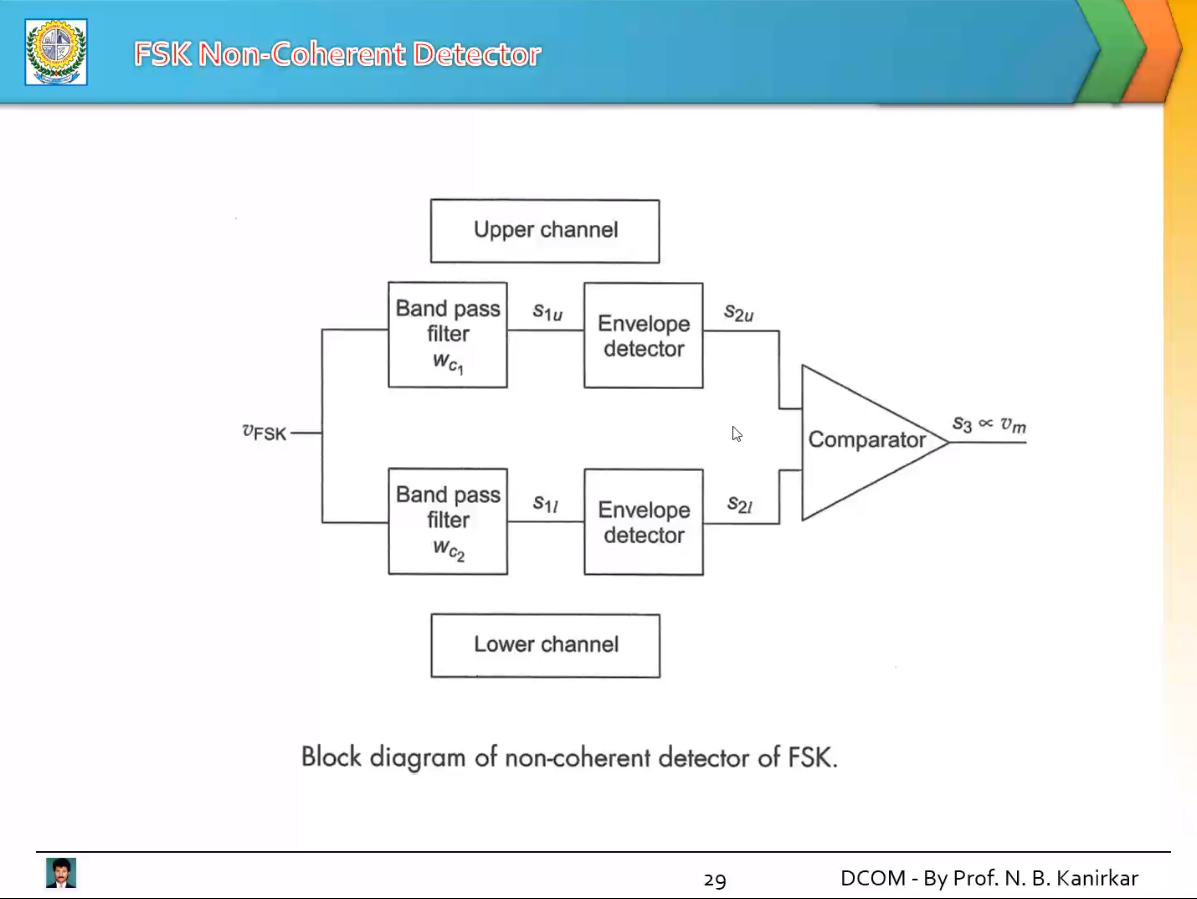 FSK Non-Coherent Detector
Upper channel
Band pass
filter
wc₁
s1u
Envelope
detector
s2u
vFSK
Comparator
s3 ∝ vm
Band pass
filter
wc₂
s1l
Envelope
detector
s2l
Lower channel
Block diagram of non-coherent detector of FSK.
29
DCOM - By Prof. N. B. Kanirkar